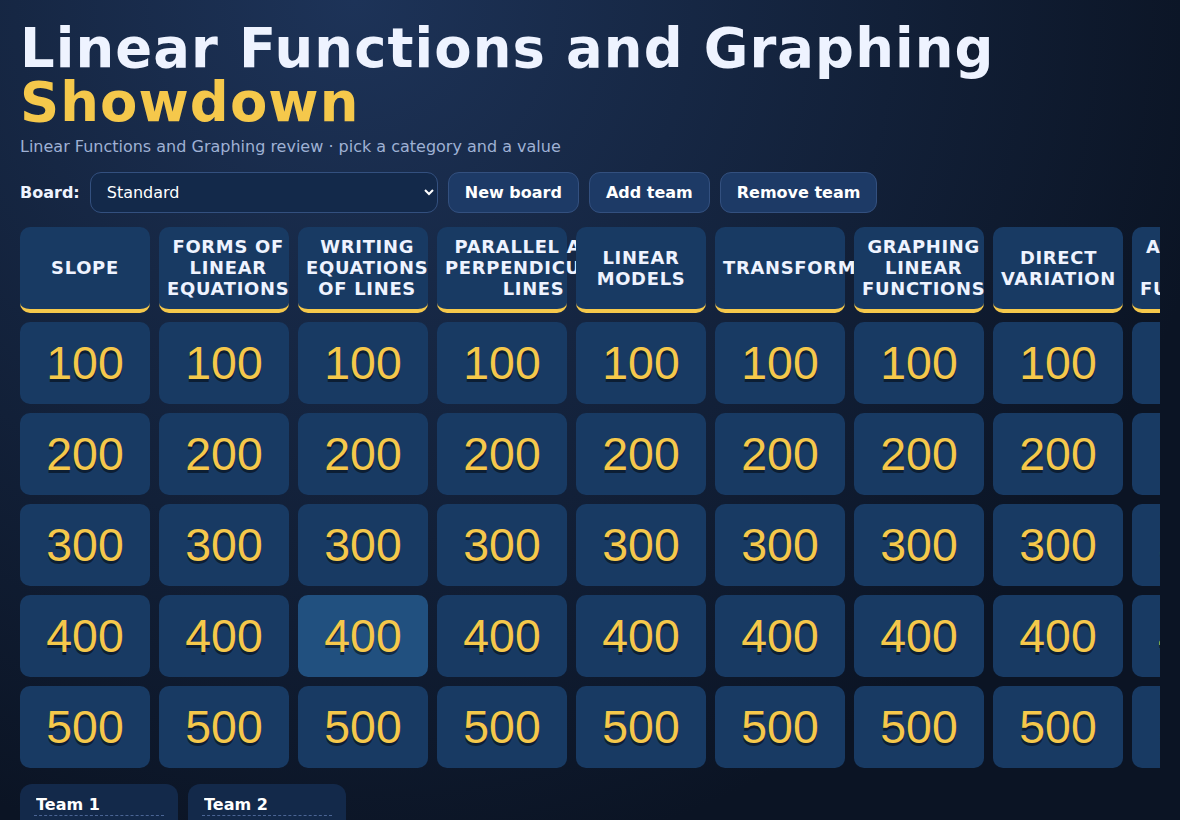 Linear Functions and Graphing
Showdown
Linear Functions and Graphing review · pick a category and a value
Board: Standard New board Add team Remove team
SLOPE
FORMS OF
LINEAR
EQUATIONS
WRITING
EQUATIONS
OF LINES
PARALLEL A
PERPENDICU
LINES
LINEAR
MODELS
TRANSFORM
GRAPHING
LINEAR
FUNCTIONS
DIRECT
VARIATION
A
FU
100 100 100 100 100 100 100 100
200 200 200 200 200 200 200 200
300 300 300 300 300 300 300 300
400 400 400 400 400 400 400 400
500 500 500 500 500 500 500 500
Team 1 Team 2